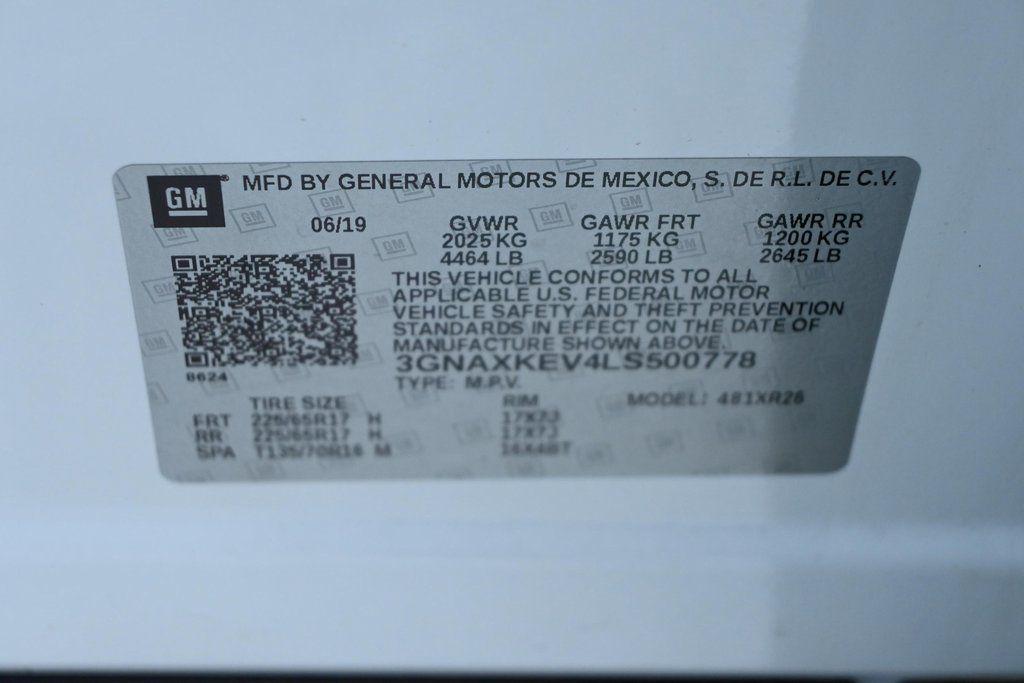 GM MFD BY GENERAL MOTORS DE MEXICO, S. DE R.L. DE C.V.
06/19 GVWR GAWR FRT GAWR RR
2025 KG 1175 KG 1200 KG
4464 LB 2590 LB 2645 LB
THIS VEHICLE CONFORMS TO ALL
APPLICABLE U.S. FEDERAL MOTOR
VEHICLE SAFETY AND THEFT PREVENTION
STANDARDS IN EFFECT ON THE DATE OF
MANUFACTURE SHOWN ABOVE.
3GNAXKEV4LS500778
8624
TYPE: M.P.V.
TIRE SIZE RIM MODEL:
FRT 225/65R17 H
RR 225/65R17 H
SPA T135/70R16 M